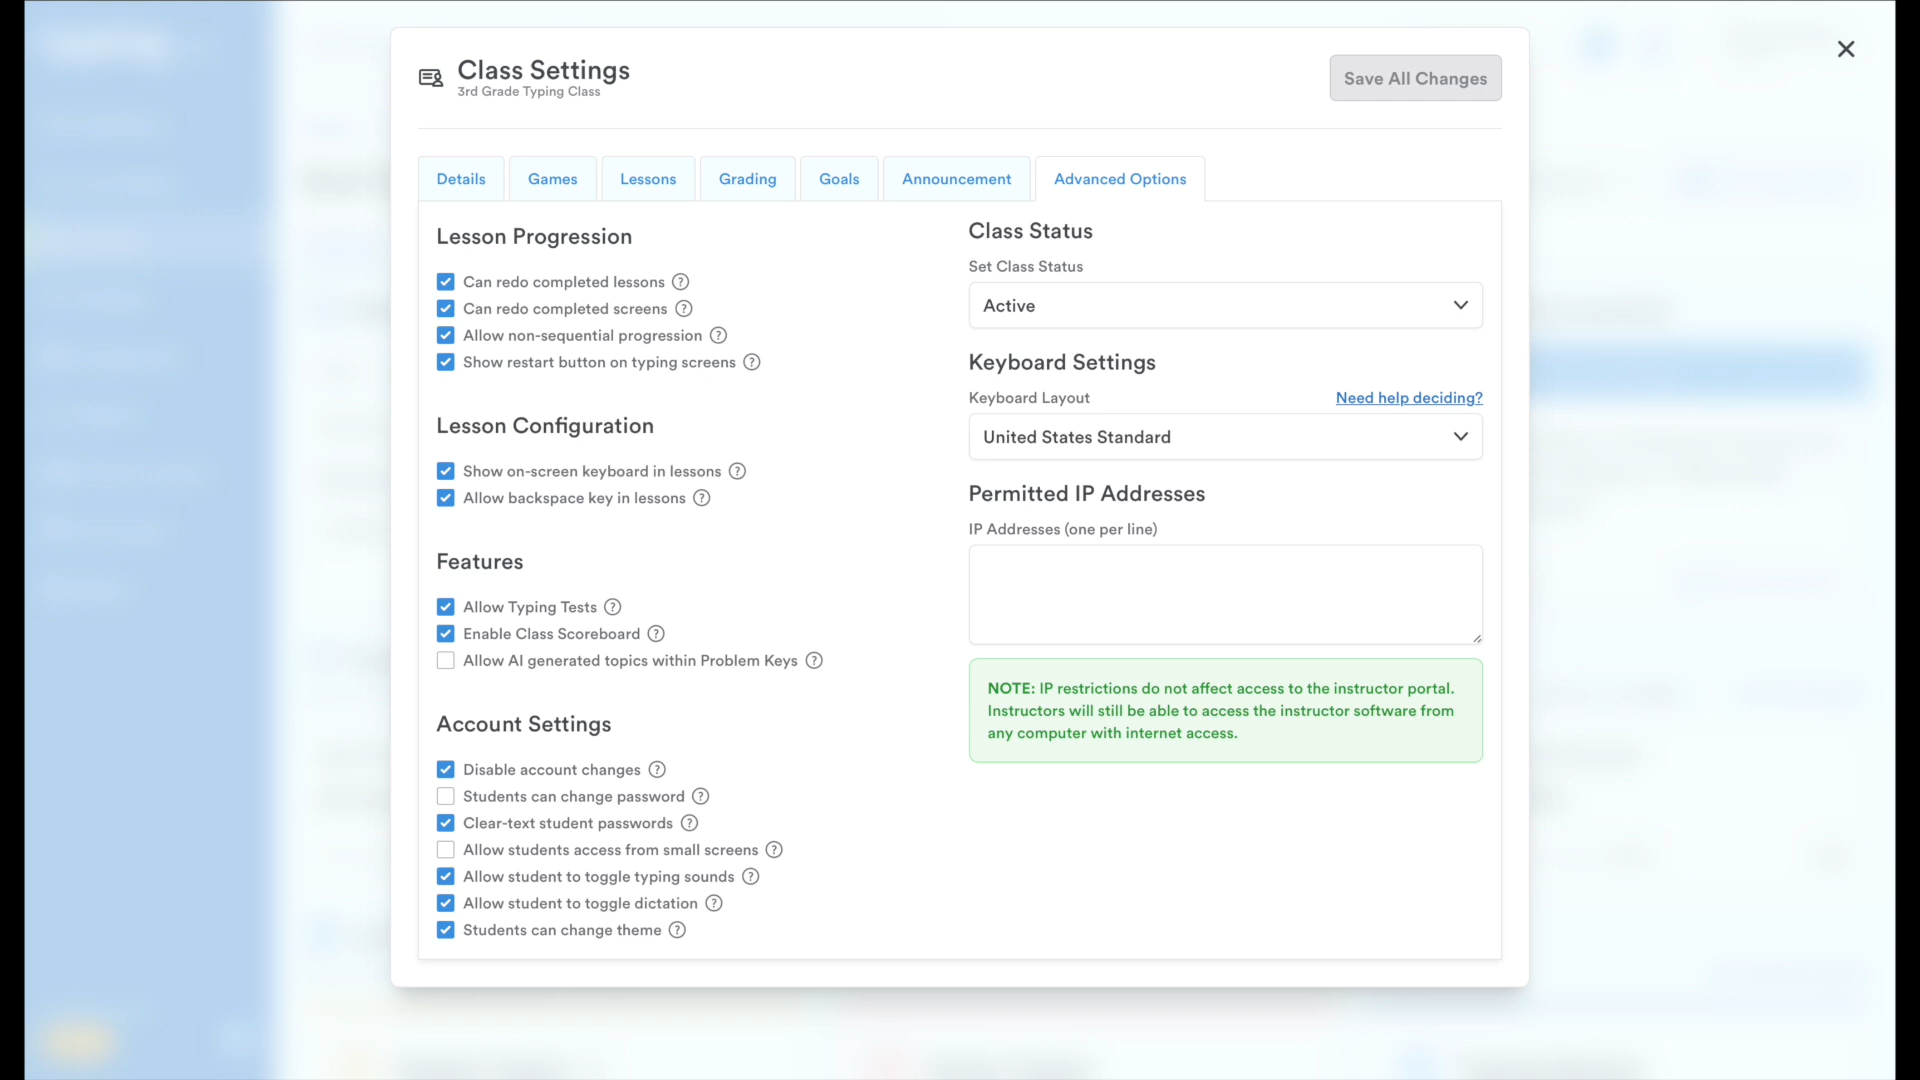 Class Settings
3rd Grade Typing Class
Save All Changes
Details
Games
Lessons
Grading
Goals
Announcement
Advanced Options
Lesson Progression
Can redo completed lessons
Can redo completed screens
Allow non-sequential progression
Show restart button on typing screens
Lesson Configuration
Show on-screen keyboard in lessons
Allow backspace key in lessons
Features
Allow Typing Tests
Enable Class Scoreboard
Allow AI generated topics within Problem Keys
Account Settings
Disable account changes
Students can change password
Clear-text student passwords
Allow students access from small screens
Allow student to toggle typing sounds
Allow student to toggle dictation
Students can change theme
Class Status
Set Class Status
Active
Keyboard Settings
Keyboard Layout
Need help deciding?
United States Standard
Permitted IP Addresses
IP Addresses (one per line)
NOTE: IP restrictions do not affect access to the instructor portal.
Instructors will still be able to access the instructor software from
any computer with internet access.